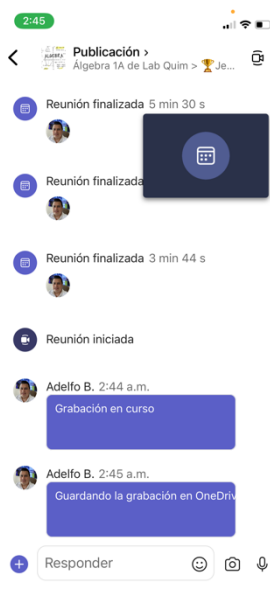 2:45
Publicación >
Álgebra 1A de Lab Quim > 🏆Je...
Reunión finalizada 5 min 30 s
Reunión finalizada
Reunión finalizada 3 min 44 s
Reunión iniciada
Adelfo B. 2:44 a.m.
Grabación en curso
Adelfo B. 2:45 a.m.
Guardando la grabación en OneDriv
Responder